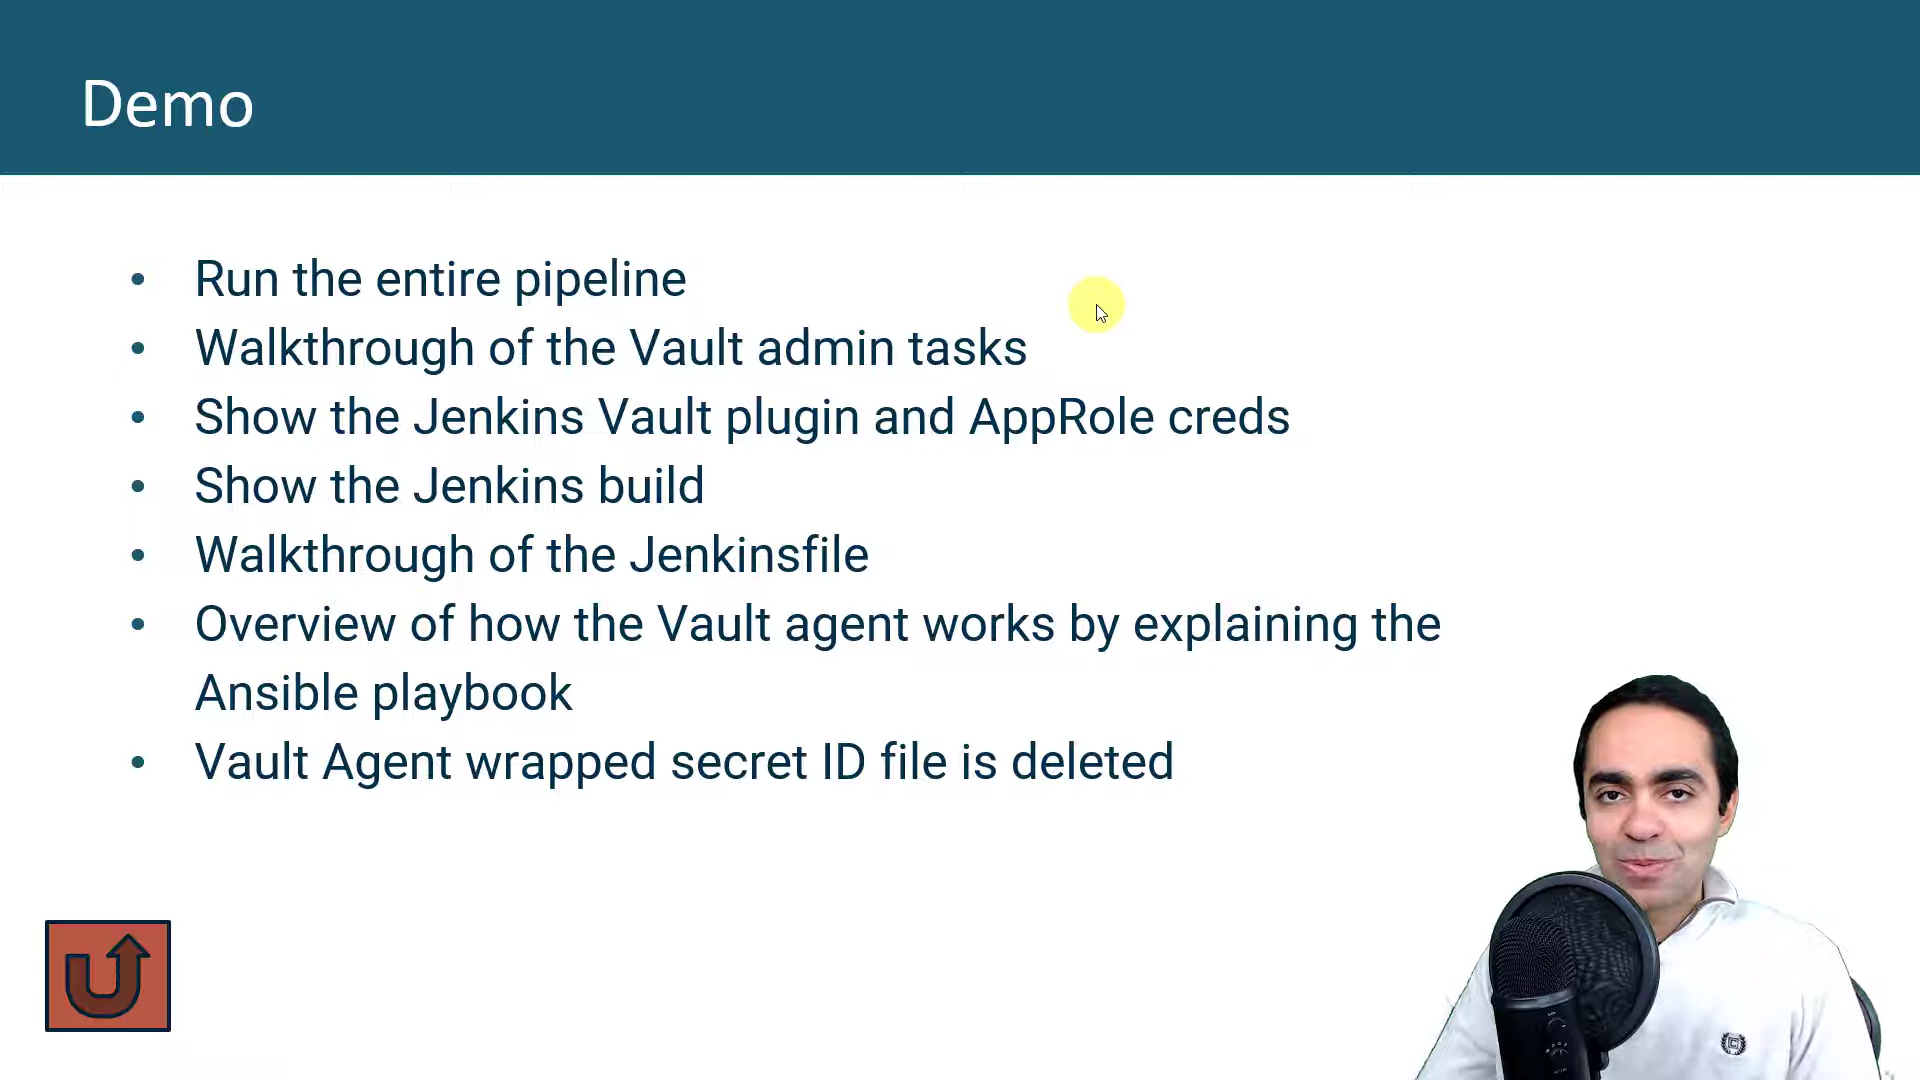 Demo
• Run the entire pipeline
• Walkthrough of the Vault admin tasks
• Show the Jenkins Vault plugin and AppRole creds
• Show the Jenkins build
• Walkthrough of the Jenkinsfile
• Overview of how the Vault agent works by explaining the
Ansible playbook
• Vault Agent wrapped secret ID file is deleted